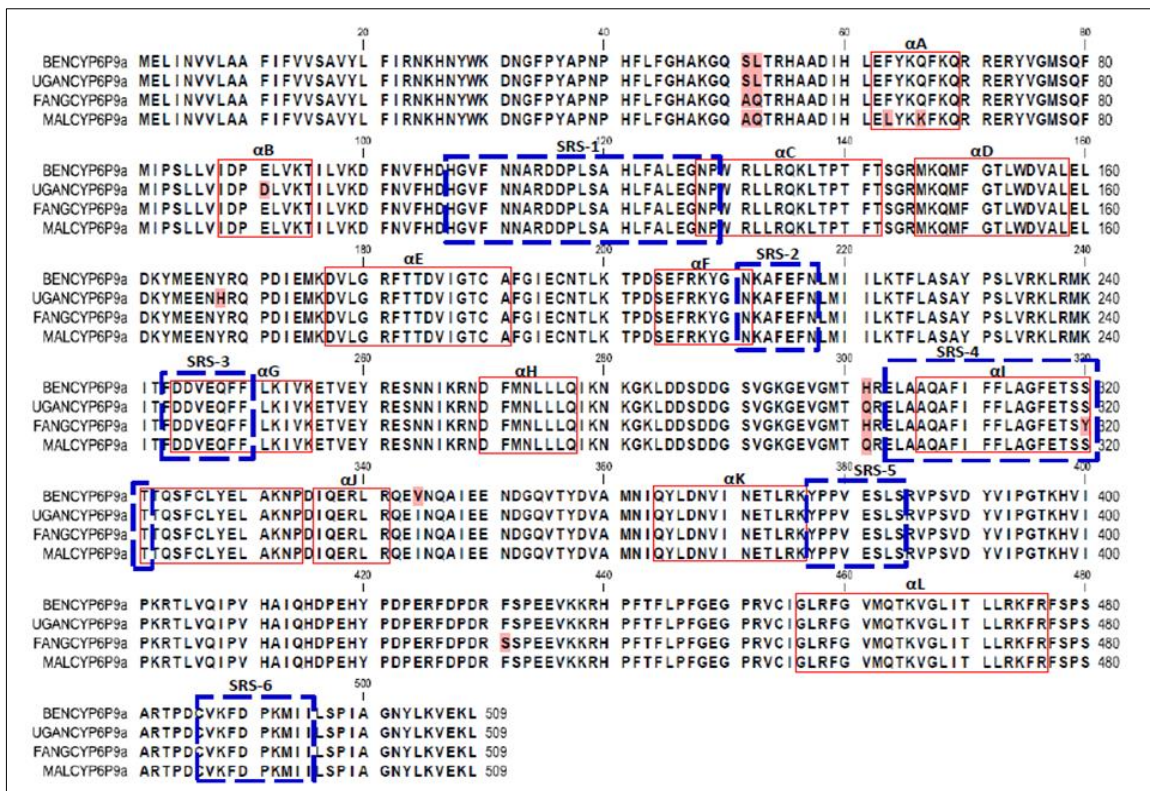 20 40 60 αA 80
BENCYP6P9a MELINVVLAA FIFVVSAVYL FIRNKHNYWK DNGFPYAPNP HFLFGHAKGQ SLTRHAADIH LEFYKQFKQR RERYVGMSQF 80
UGANCYP6P9a MELINVVLAA FIFVVSAVYL FIRNKHNYWK DNGFPYAPNP HFLFGHAKGQ SLTRHAADIH LEFYKQFKQR RERYVGMSQF 80
FANGCYP6P9a MELINVVLAA FIFVVSAVYL FIRNKHNYWK DNGFPYAPNP HFLFGHAKGQ AQTRHAADIH LEFYKQFKQR RERYVGMSQF 80
MALCYP6P9a MELINVVLAA FIFVVSAVYL FIRNKHNYWK DNGFPYAPNP HFLFGHAKGQ AQTRHAADIH LELYKKFKQR RERYVGMSQF 80
αB 100 SRS-1 120 αC 140 αD 160
BENCYP6P9a MIPSLLVIDP ELVKTILVKD FNVFHDHGVF NNARDDPLSA HLFALEGNPW RLLRQKLTPT FTSGRMKQMF GTLWDVALEL 160
UGANCYP6P9a MIPSLLVIDP DLVKTILVKD FNVFHDHGVF NNARDDPLSA HLFALEGNPW RLLRQKLTPT FTSGRMKQMF GTLWDVALEL 160
FANGCYP6P9a MIPSLLVIDP ELVKTILVKD FNVFHDHGVF NNARDDPLSA HLFALEGNPW RLLRQKLTPT FTSGRMKQMF GTLWDVALEL 160
MALCYP6P9a MIPSLLVIDP ELVKTILVKD FNVFHDHGVF NNARDDPLSA HLFALEGNPW RLLRQKLTPT FTSGRMKQMF GTLWDVALEL 160
αE 180 200 αF SRS-2 220 240
BENCYP6P9a DKYMEENYRQ PDIEMKDVLG RFTTDVIGTC AFGIECNTLK TPDSEFRKYG NKAFEFNLMI ILKTFLASAY PSLVRKLRMK 240
UGANCYP6P9a DKYMEENHRQ PDIEMKDVLG RFTTDVIGTC AFGIECNTLK TPDSEFRKYG NKAFEFNLMI ILKTFLASAY PSLVRKLRMK 240
FANGCYP6P9a DKYMEENYRQ PDIEMKDVLG RFTTDVIGTC AFGIECNTLK TPDSEFRKYG NKAFEFNLMI ILKTFLASAY PSLVRKLRMK 240
MALCYP6P9a DKYMEENYRQ PDIEMKDVLG RFTTDVIGTC AFGIECNTLK TPDSEFRKYG NKAFEFNLMI ILKTFLASAY PSLVRKLRMK 240
SRS-3 αG 260 αH 280 300 SRS-4 αI 320
BENCYP6P9a ITFDDVEQFF LKIVKETVEY RESNNIKRND FMNLLLQIKN KGKLDDSDDG SVGKGEVGMT HRELAAQAFI FFLAGFETSS 320
UGANCYP6P9a ITFDDVEQFF LKIVKETVEY RESNNIKRND FMNLLLQIKN KGKLDDSDDG SVGKGEVGMT QRELAAQAFI FFLAGFETSS 320
FANGCYP6P9a ITFDDVEQFF LKIVKETVEY RESNNIKRND FMNLLLQIKN KGKLDDSDDG SVGKGEVGMT HRELAAQAFI FFLAGFETSY 320
MALCYP6P9a ITFDDVEQFF LKIVKETVEY RESNNIKRND FMNLLLQIKN KGKLDDSDDG SVGKGEVGMT QRELAAQAFI FFLAGFETSS 320
αJ 340 360 αK SRS-5 380 400
BENCYP6P9a TTQSFCLYEL AKNPDIQERL RQEVNQAIEE NDGQVTYDVA MNIQYLDNVI NETLRKYPPV ESLSRVPSVD YVIPGTKHVI 400
UGANCYP6P9a TTQSFCLYEL AKNPDIQERL RQEINQAIEE NDGQVTYDVA MNIQYLDNVI NETLRKYPPV ESLSRVPSVD YVIPGTKHVI 400
FANGCYP6P9a TTQSFCLYEL AKNPDIQERL RQEINQAIEE NDGQVTYDVA MNIQYLDNVI NETLRKYPPV ESLSRVPSVD YVIPGTKHVI 400
MALCYP6P9a TTQSFCLYEL AKNPDIQERL RQEINQAIEE NDGQVTYDVA MNIQYLDNVI NETLRKYPPV ESLSRVPSVD YVIPGTKHVI 400
420 440 460 αL 480
BENCYP6P9a PKRTLVQIPV HAIQHDPEHY PDPERFDPDR FSPEEVKKRH PFTFLPFGEG PRVCIGLRFG VMQTKVGLIT LLRKFRFSPS 480
UGANCYP6P9a PKRTLVQIPV HAIQHDPEHY PDPERFDPDR FSPEEVKKRH PFTFLPFGEG PRVCIGLRFG VMQTKVGLIT LLRKFRFSPS 480
FANGCYP6P9a PKRTLVQIPV HAIQHDPEHY PDPERFDPDR SSPEEVKKRH PFTFLPFGEG PRVCIGLRFG VMQTKVGLIT LLRKFRFSPS 480
MALCYP6P9a PKRTLVQIPV HAIQHDPEHY PDPERFDPDR FSPEEVKKRH PFTFLPFGEG PRVCIGLRFG VMQTKVGLIT LLRKFRFSPS 480
SRS-6 500
BENCYP6P9a ARTPDCVKFD PKMIILSPIA GNYLKVEKL 509
UGANCYP6P9a ARTPDCVKFD PKMIILSPIA GNYLKVEKL 509
FANGCYP6P9a ARTPDCVKFD PKMIILSPIA GNYLKVEKL 509
MALCYP6P9a ARTPDCVKFD PKMIILSPIA GNYLKVEKL 509